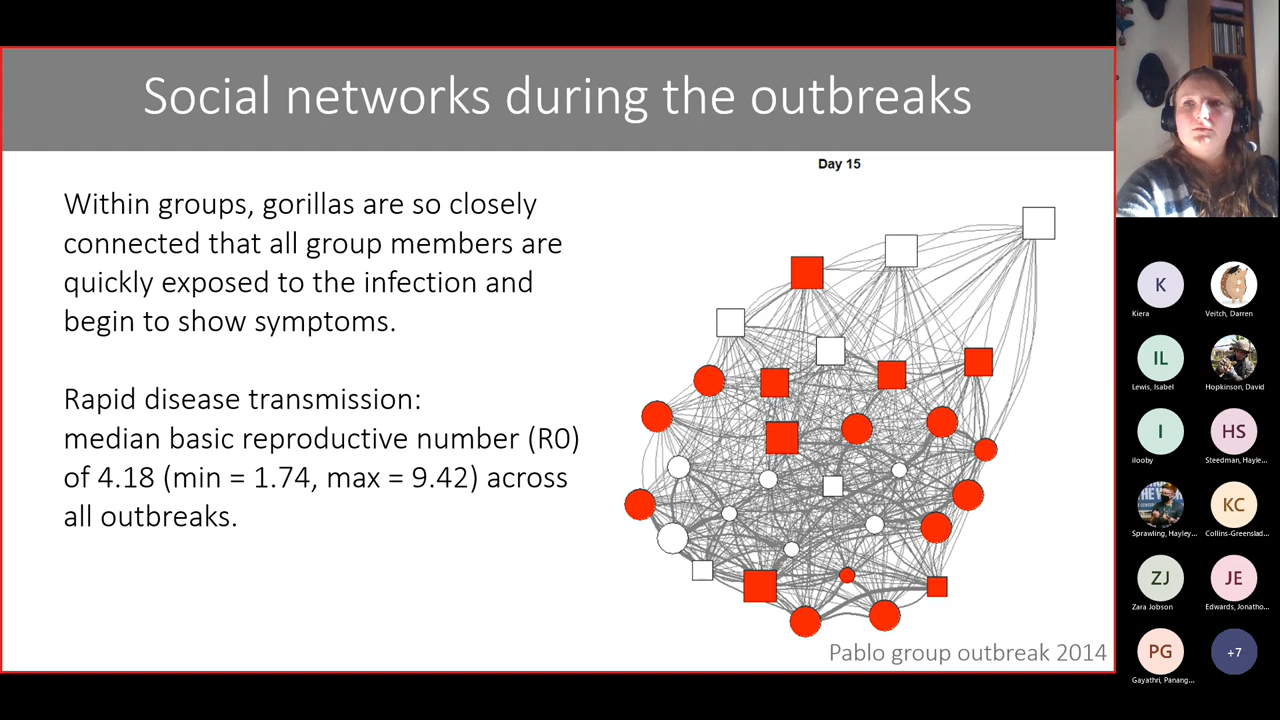 Social networks during the outbreaks
Day 15
Within groups, gorillas are so closely
connected that all group members are
quickly exposed to the infection and
begin to show symptoms.
Rapid disease transmission:
median basic reproductive number (R0)
of 4.18 (min = 1.74, max = 9.42) across
all outbreaks.
Pablo group outbreak 2014
K
Kiera
Veitch, Darren
IL
Lewis, Isabel
Hopkinson, David
I
ilooby
HS
Steedman, Hayle...
Sprawling, Hayley...
KC
Collins-Greenslad...
ZJ
Zara Jobson
JE
Edwards, Jonatho...
PG
Gayathri, Panang...
+7